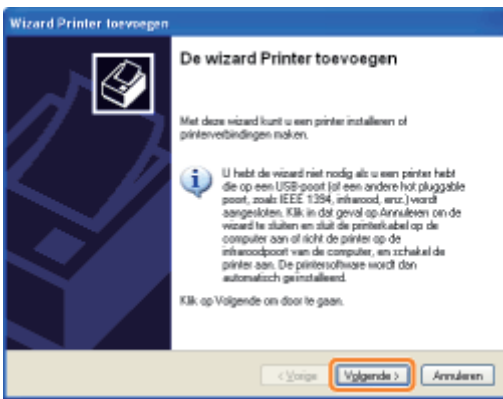 Wizard Printer toevoegen
De wizard Printer toevoegen
Met deze wizard kunt u een printer installeren of
printerverbindingen maken.
U hebt de wizard niet nodig als u een printer hebt
die op een USB-poort (of een andere hot pluggable
poort, zoals IEEE 1394, infrarood, enz.) wordt
aangesloten. Klik in dat geval op Annuleren om de
wizard te sluiten en sluit de printerkabel op de
computer aan of richt de printer op de
infraroodpoort van de computer, en schakel de
printer aan. De printersoftware wordt dan
automatisch geïnstalleerd.
Klik op Volgende om door te gaan.
< Vorige Volgende > Annuleren